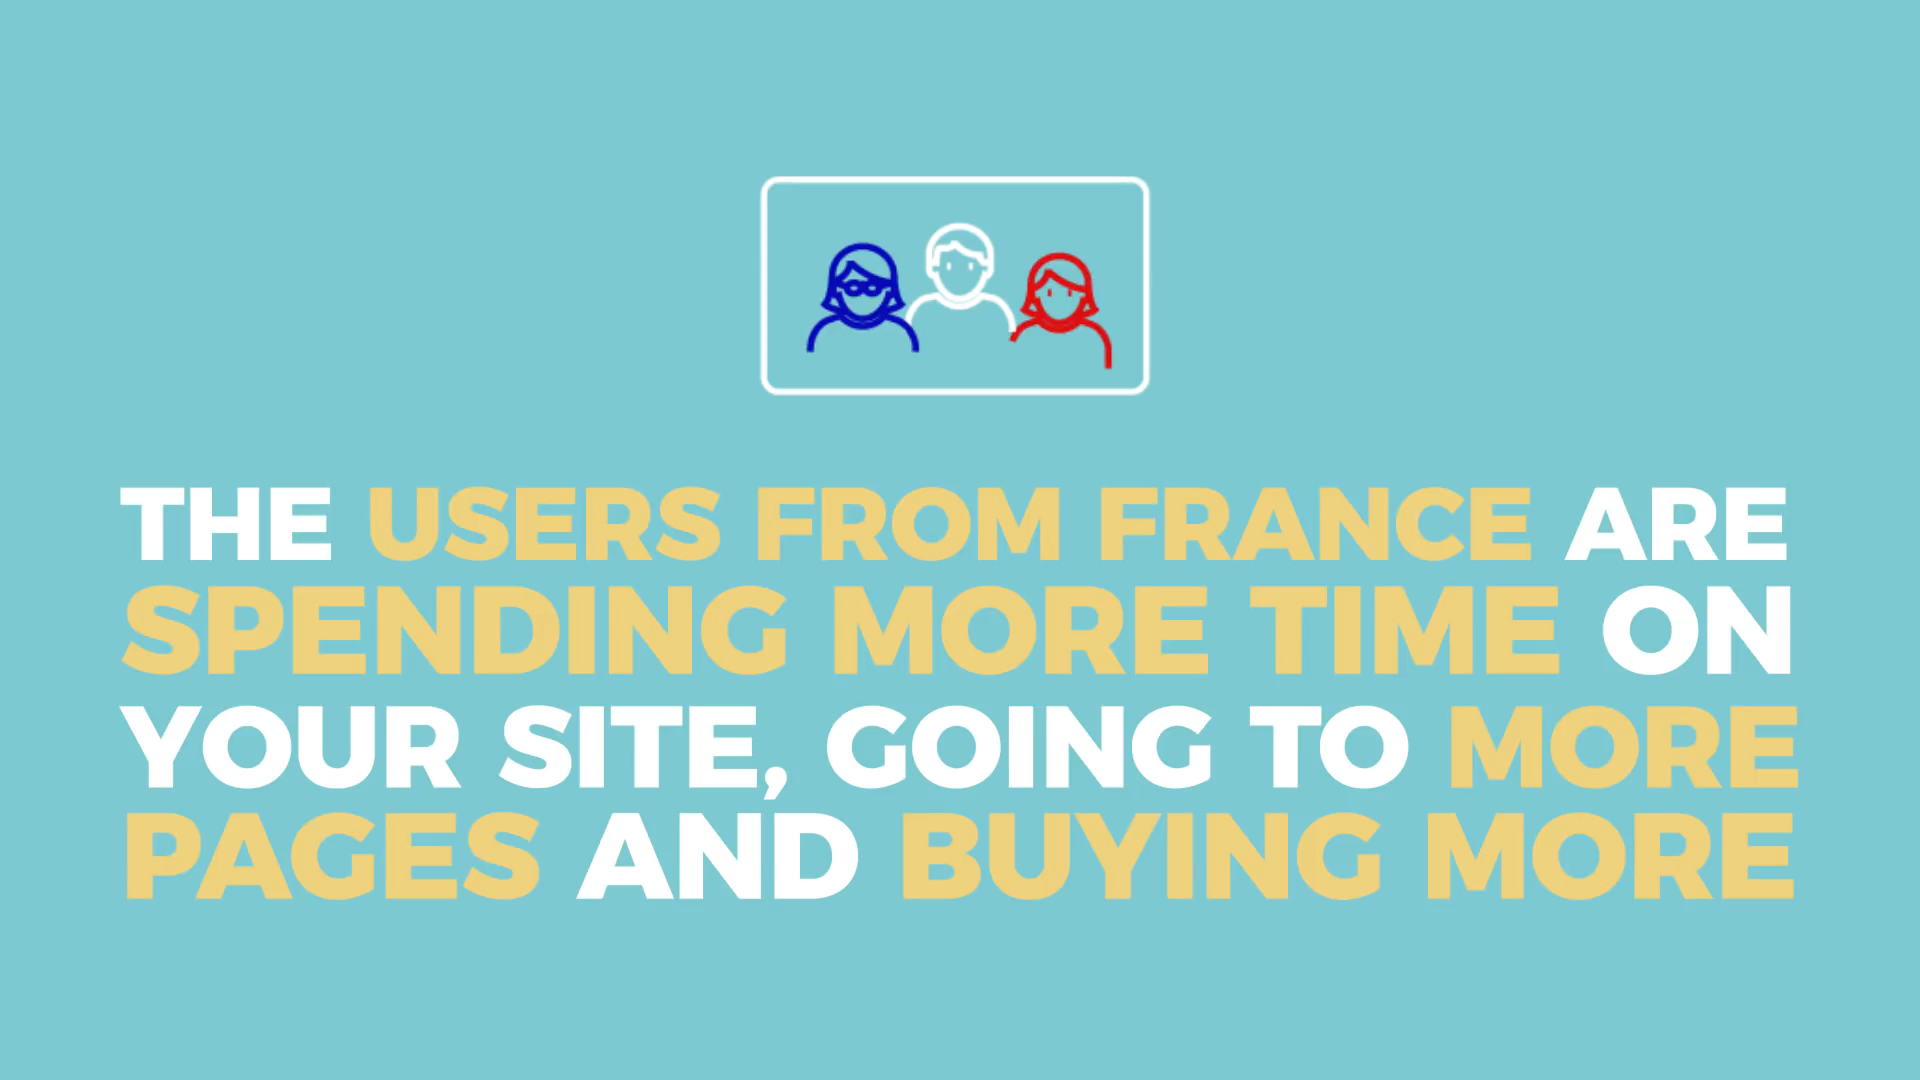 THE USERS FROM FRANCE ARE
SPENDING MORE TIME ON
YOUR SITE, GOING TO MORE
PAGES AND BUYING MORE